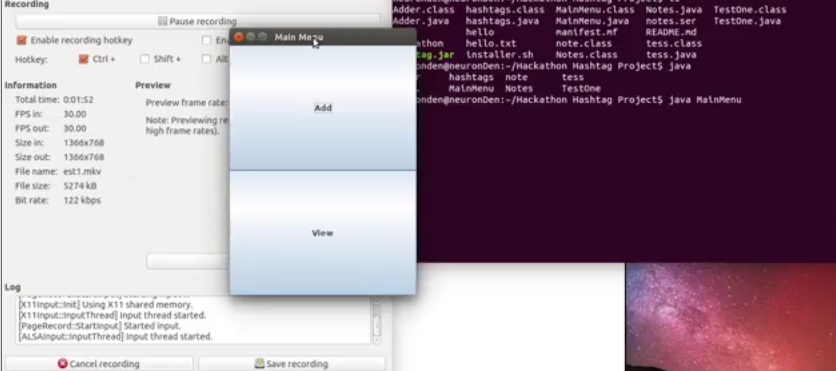 Recording
Pause recording
Enable recording hotkey
Hotkey: Ctrl + Shift + Alt
Information
Total time: 0:01:52
FPS in: 30.00
FPS out: 30.00
Size in: 1366x768
Size out: 1366x768
File name: est1.mkv
File size: 5274 kB
Bit rate: 122 kbps
Preview
Preview frame rate:
Note: Previewing
high frame rates).
Log
[X11Input::Init] Using X11 shared memory.
[X11Input::InputThread] Input thread started.
[PageRecord::StartInput] Started input.
[ALSAInput::InputThread] Input thread started.
Cancel recording
Save recording
Main Menu
Add
View
Adder.class hashtags.class MainMenu.class Notes.java TestOne.class
Adder.java hashtags.java MainMenu.java notes.ser TestOne.java
hello manifest.mf README.md
athon hello.txt note.class tess.class
tag.jar installer.sh Notes.class tess.java
onden@neuronDen:~/Hackathon Hashtag Project$ java
hashtags note tess
MainMenu Notes TestOne
onden@neuronDen:~/Hackathon Hashtag Project$ java MainMenu